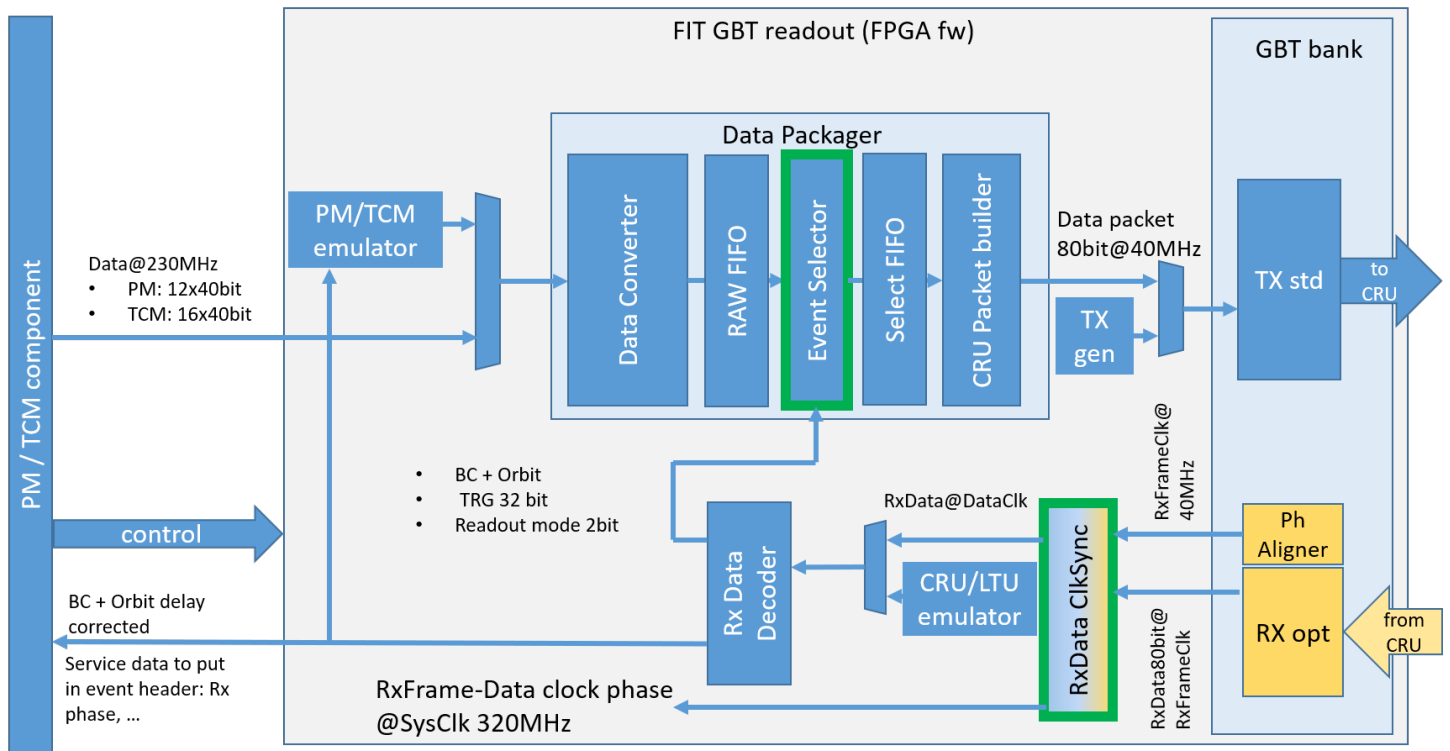 FIT GBT readout (FPGA fw)
GBT bank
Data Packager
PM / TCM component
PM/TCM
emulator
Data Converter
RAW FIFO
Event Selector
Select FIFO
CRU Packet builder
Data packet
80bit@40MHz
TX
gen
TX std
to
CRU
Data@230MHz
• PM: 12x40bit
• TCM: 16x40bit
• BC + Orbit
• TRG 32 bit
• Readout mode 2bit
RxData@DataClk
RxFrameClk@
40MHz
Ph
Aligner
control
Rx Data
Decoder
CRU/LTU
emulator
RxData ClkSync
RX opt
from
CRU
RxData80bit@
RxFrameClk
BC + Orbit delay
corrected
Service data to put
in event header: Rx
phase, ...
RxFrame-Data clock phase
@SysClk 320MHz